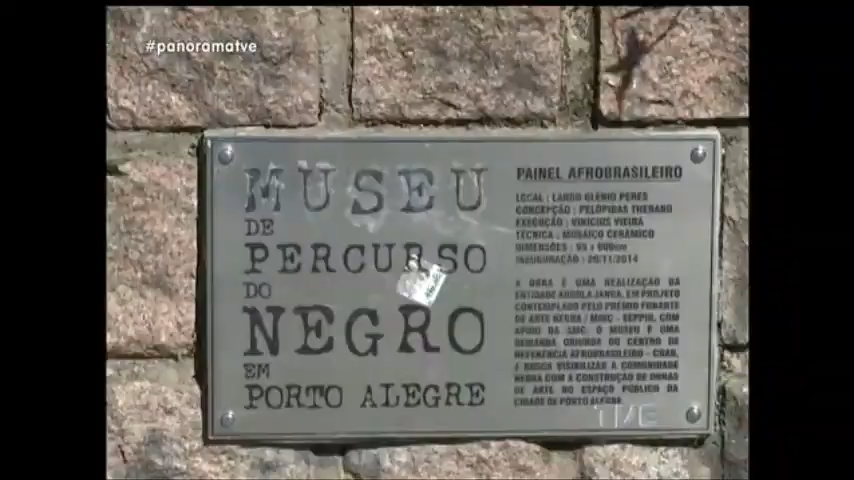 #panoramatve
MUSEU
DE
PERCURSO
DO
NEGRO
EM
PORTO ALEGRE
PAINEL AFROBRASILEIRO
LOCAL : LARGO GLÊNIO PERES
CONCEPÇÃO : PELÓPIDAS THEBANO
EXECUÇÃO : VINICIUS VIEIRA
TÉCNICA : MOSAICO CERÂMICO
DIMENSÕES :
INAUGURAÇÃO : 20/11/2014
A OBRA É UMA REALIZAÇÃO DA
ENTIDADE ANGOLA JANGA, EM PROJETO
CONTEMPLADO PELO PRÊMIO FUNARTE
DE ARTE NEGRA / MINC - SEPPIR, COM
APOIO DA SMC. O MUSEU É UMA
DEMANDA ORIUNDA DO CENTRO DE
REFERÊNCIA AFROBRASILEIRO - CRAB,
E BUSCA VISIBILIZAR A COMUNIDADE
NEGRA COM A CONSTRUÇÃO DE OBRAS
DE ARTE NO ESPAÇO PÚBLICO DA
CIDADE DE PORTO ALEGRE.
TVE